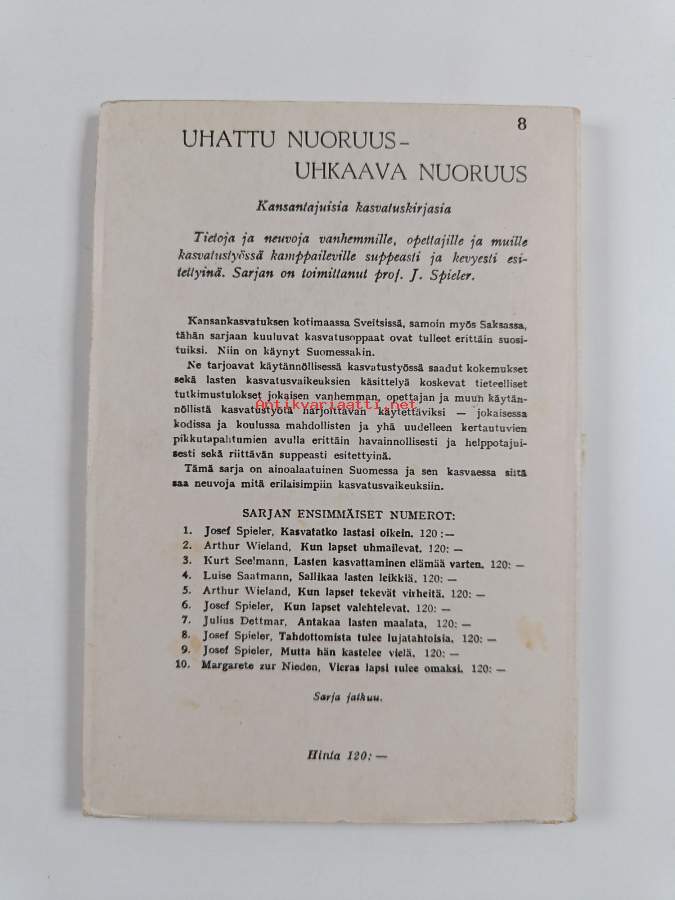 8
UHATTU NUORUUS–
UHKAAVA NUORUUS
Kansantajuisia kasvatuskirjasia
Tietoja ja neuvoja vanhemmille, opettajille ja muille
kasvatustyössä kamppaileville suppeasti ja kevyesti esi-
tettyinä. Sarjan on toimittanut prof. J. Spieler.
Kansankasvatuksen kotimaassa Sveitsissä, samoin myös Saksassa,
tähän sarjaan kuuluvat kasvatusoppaat ovat tulleet erittäin suosi-
tuiksi. Niin on käynyt Suomessakin.
Ne tarjoavat käytännöllisessä kasvatustyössä saadut kokemukset
sekä lasten kasvatusvaikeuksien käsittelyä koskevat tieteelliset
tutkimustulokset jokaisen vanhemman, opettajan ja muun käytän-
Antikvariaatti.net
nöllistä kasvatustyötä harjoittavan käytettäviksi — jokaisessa
kodissa ja koulussa mahdollisten ja yhä uudelleen kertautuvien
pikkutapahtumien avulla erittäin havainnollisesti ja helppotajui-
sesti sekä riittävän suppeasti esitettyinä.
Tämä sarja on ainoalaatuinen Suomessa ja sen kasvaessa siitä
saa neuvoja mitä erilaisimpiin kasvatusvaikeuksiin.
SARJAN ENSIMMÄISET NUMEROT:
1. Josef Spieler, Kasvatatko lastasi oikein. 120:—
2. Arthur Wieland, Kun lapset uhmailevat. 120:—
3. Kurt Seelmann, Lasten kasvattaminen elämää varten. 120:—
4. Luise Saatmann, Sallikaa lasten leikkiä. 120:—
5. Arthur Wieland, Kun lapset tekevät virheitä. 120:—
6. Josef Spieler, Kun lapset valehtelevat. 120:—
7. Julius Dettmar, Antakaa lasten maalata, 120:—
8. Josef Spieler, Tahdottomista tulee lujatahtoisia. 120:—
9. Josef Spieler, Mutta hän kastelee vielä. 120:—
10. Margarete zur Nieden, Vieras lapsi tulee omaksi. 120:—
Sarja jatkuu.
Hinta 120:—